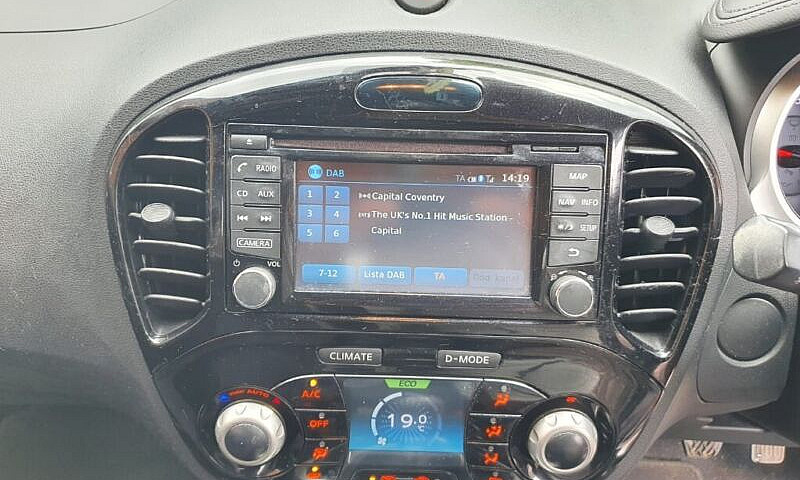 RADIO
CD AUX
CAMERA
VOL
DAB
TA 14:19
1 2
3 4
5 6
Capital Coventry
The UK's No.1 Hit Music Station -
Capital
7-12 Lista DAB TA
MAP
NAV INFO
SETUP
CLIMATE D-MODE
AUTO
A/C
OFF
ECO
19.0
°C